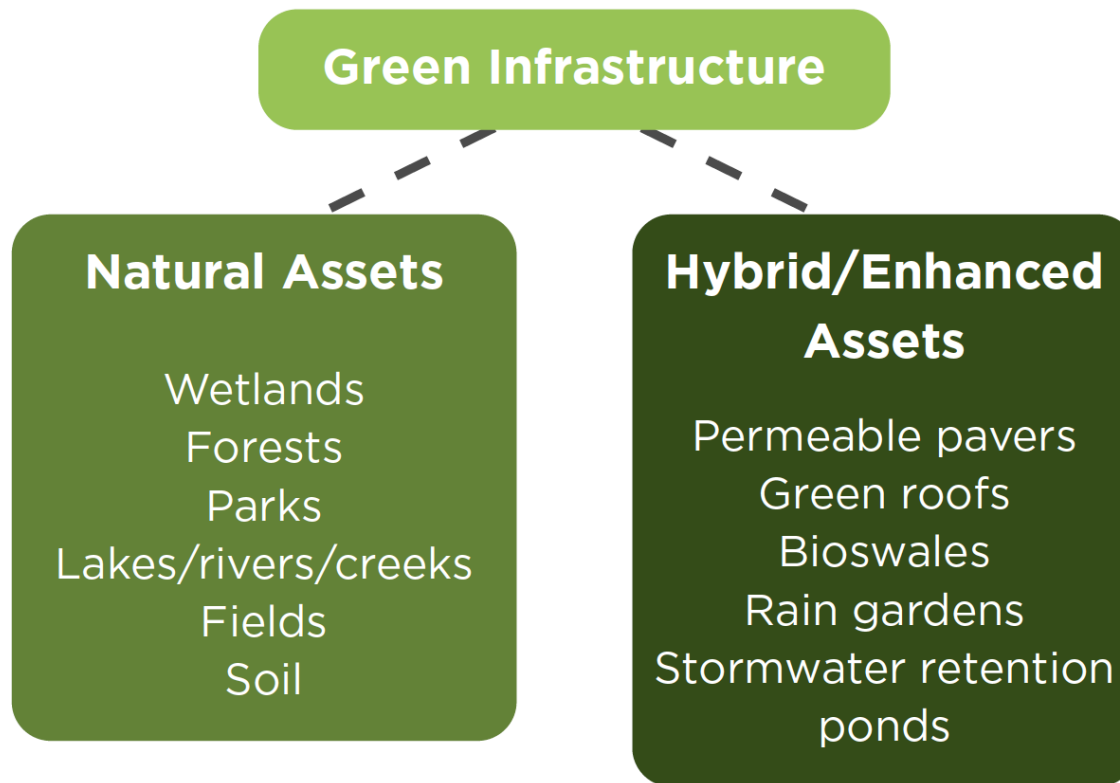 Green Infrastructure
Natural Assets
Wetlands
Forests
Parks
Lakes/rivers/creeks
Fields
Soil
Hybrid/Enhanced
Assets
Permeable pavers
Green roofs
Bioswales
Rain gardens
Stormwater retention
ponds